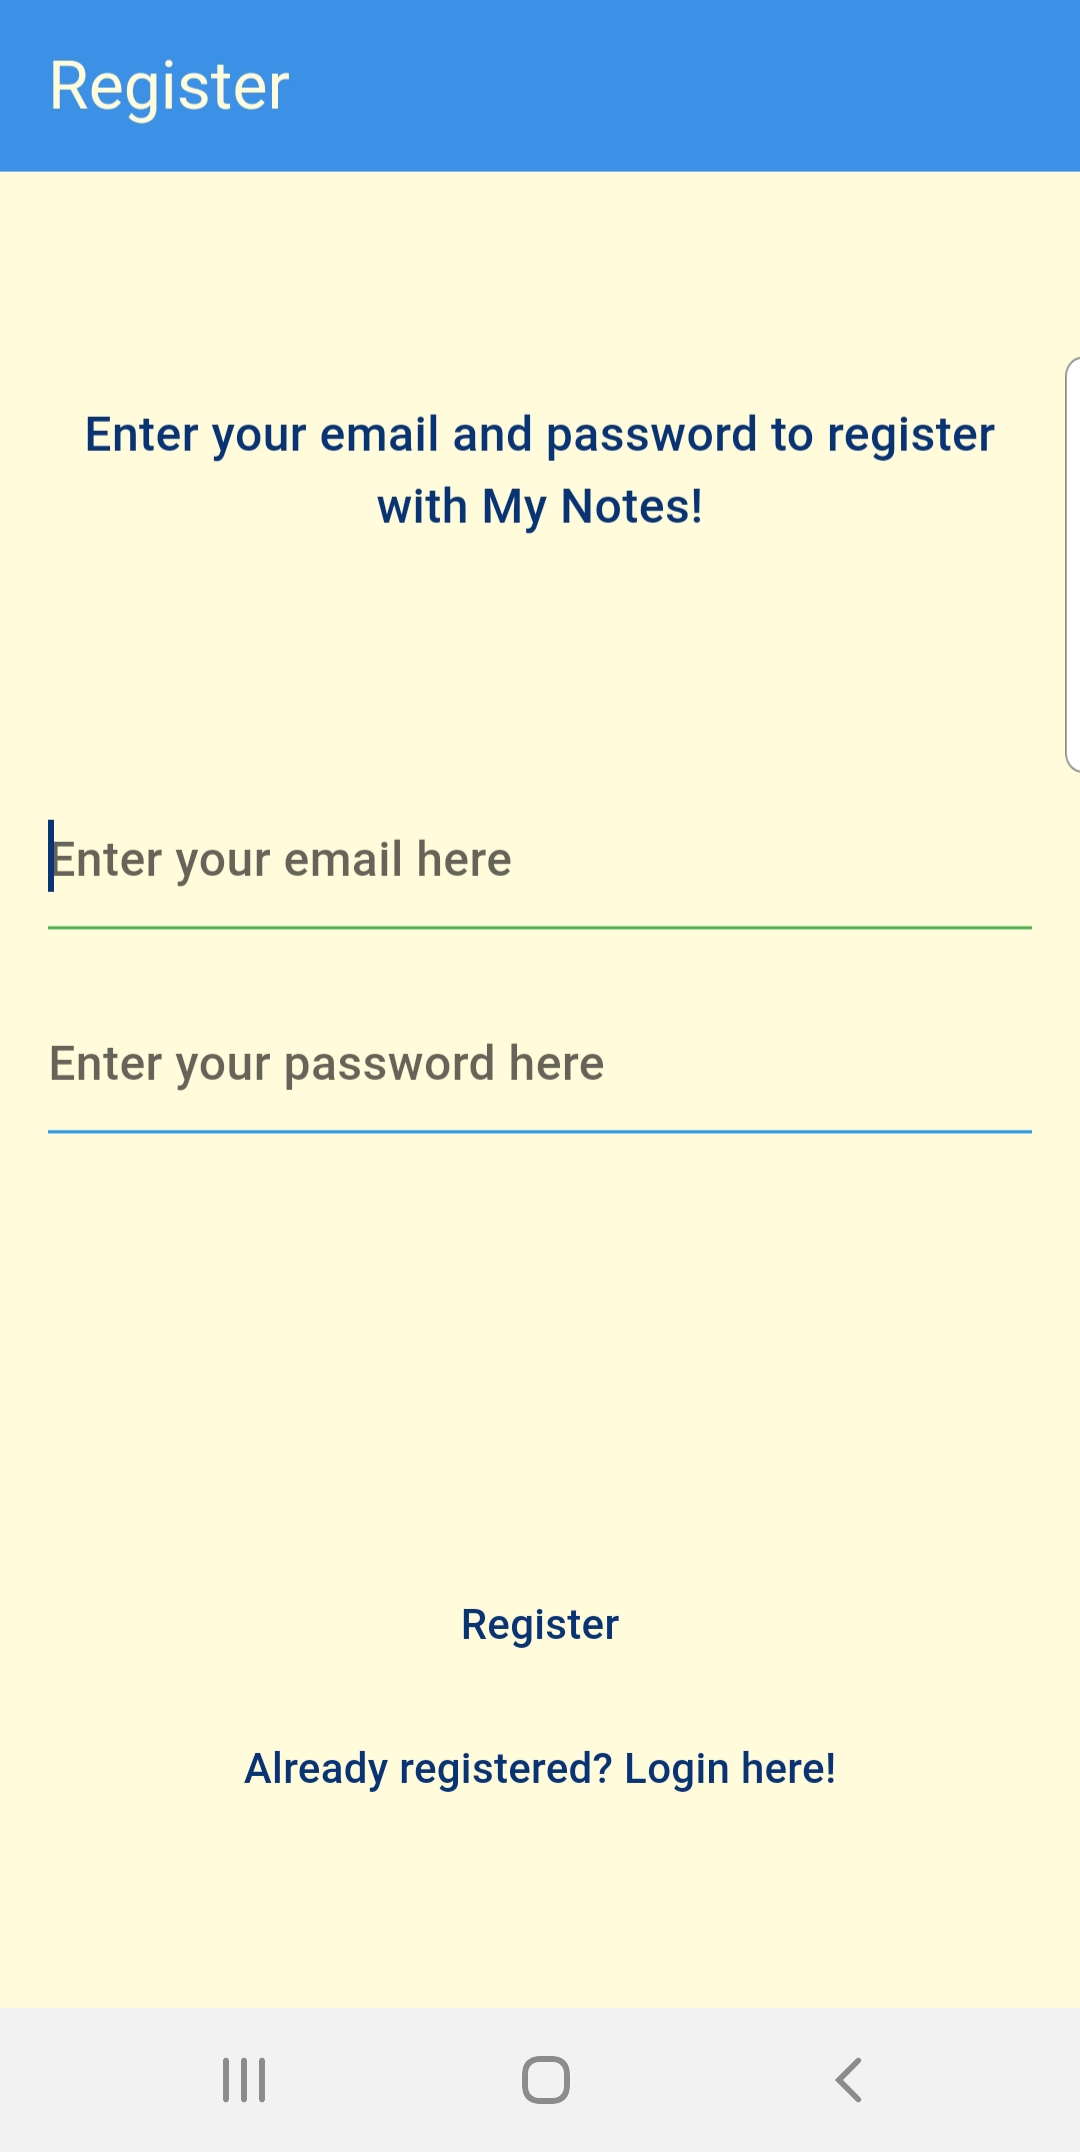 Register
Enter your email and password to register
with My Notes!
Enter your email here
Enter your password here
Register
Already registered? Login here!